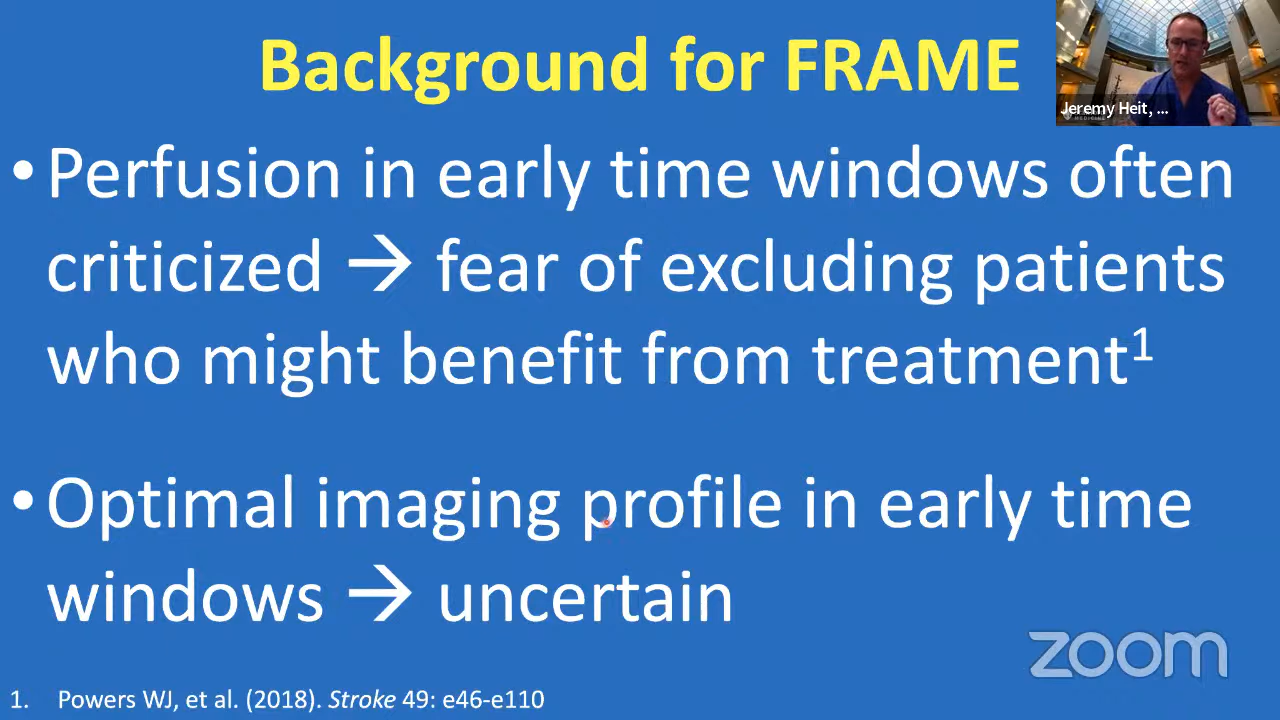 Background for FRAME
Jeremy Heit, ...
• Perfusion in early time windows often
criticized → fear of excluding patients
who might benefit from treatment¹
• Optimal imaging profile in early time
windows → uncertain
zoom
1. Powers WJ, et al. (2018). Stroke 49: e46-e110